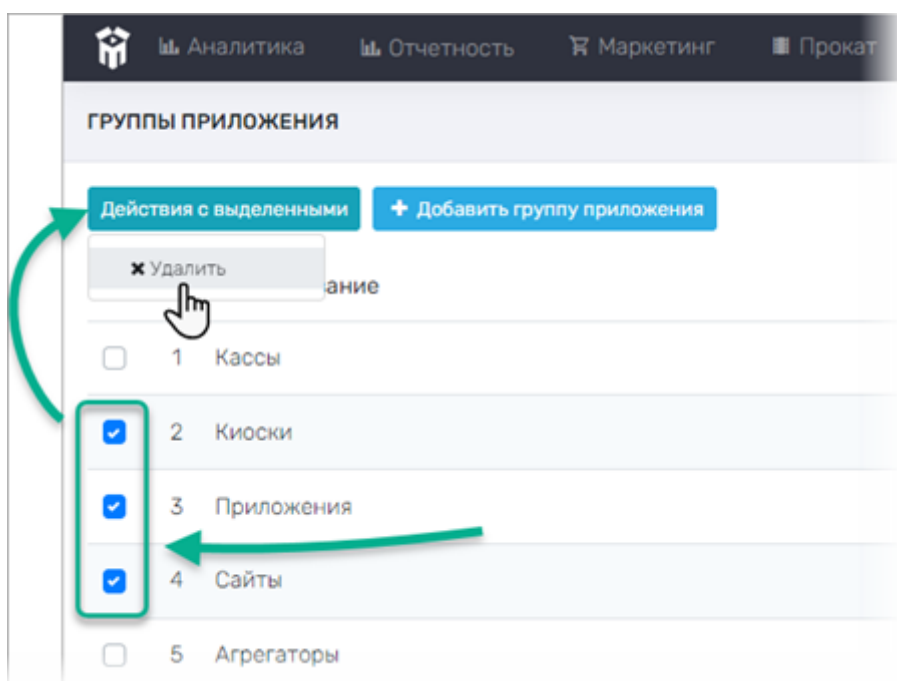 Аналитика Отчетность Маркетинг Прокат
ГРУППЫ ПРИЛОЖЕНИЯ
Действия с выделенными + Добавить группу приложения
Удалить
ание
1 Кассы
2 Киоски
3 Приложения
4 Сайты
5 Агрегаторы